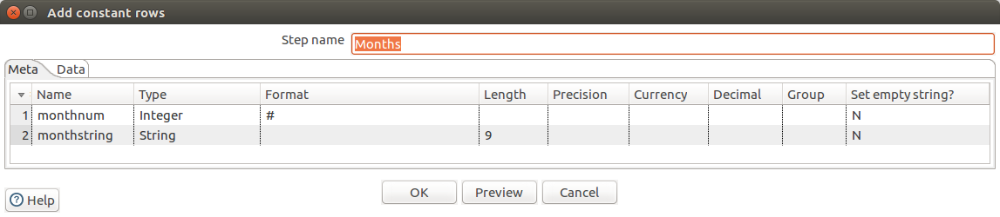 Add constant rows
Step name Months
Meta Data
Name Type Format Length Precision Currency Decimal Group Set empty string?
1 monthnum Integer # N
2 monthstring String 9 N
Help OK Preview Cancel